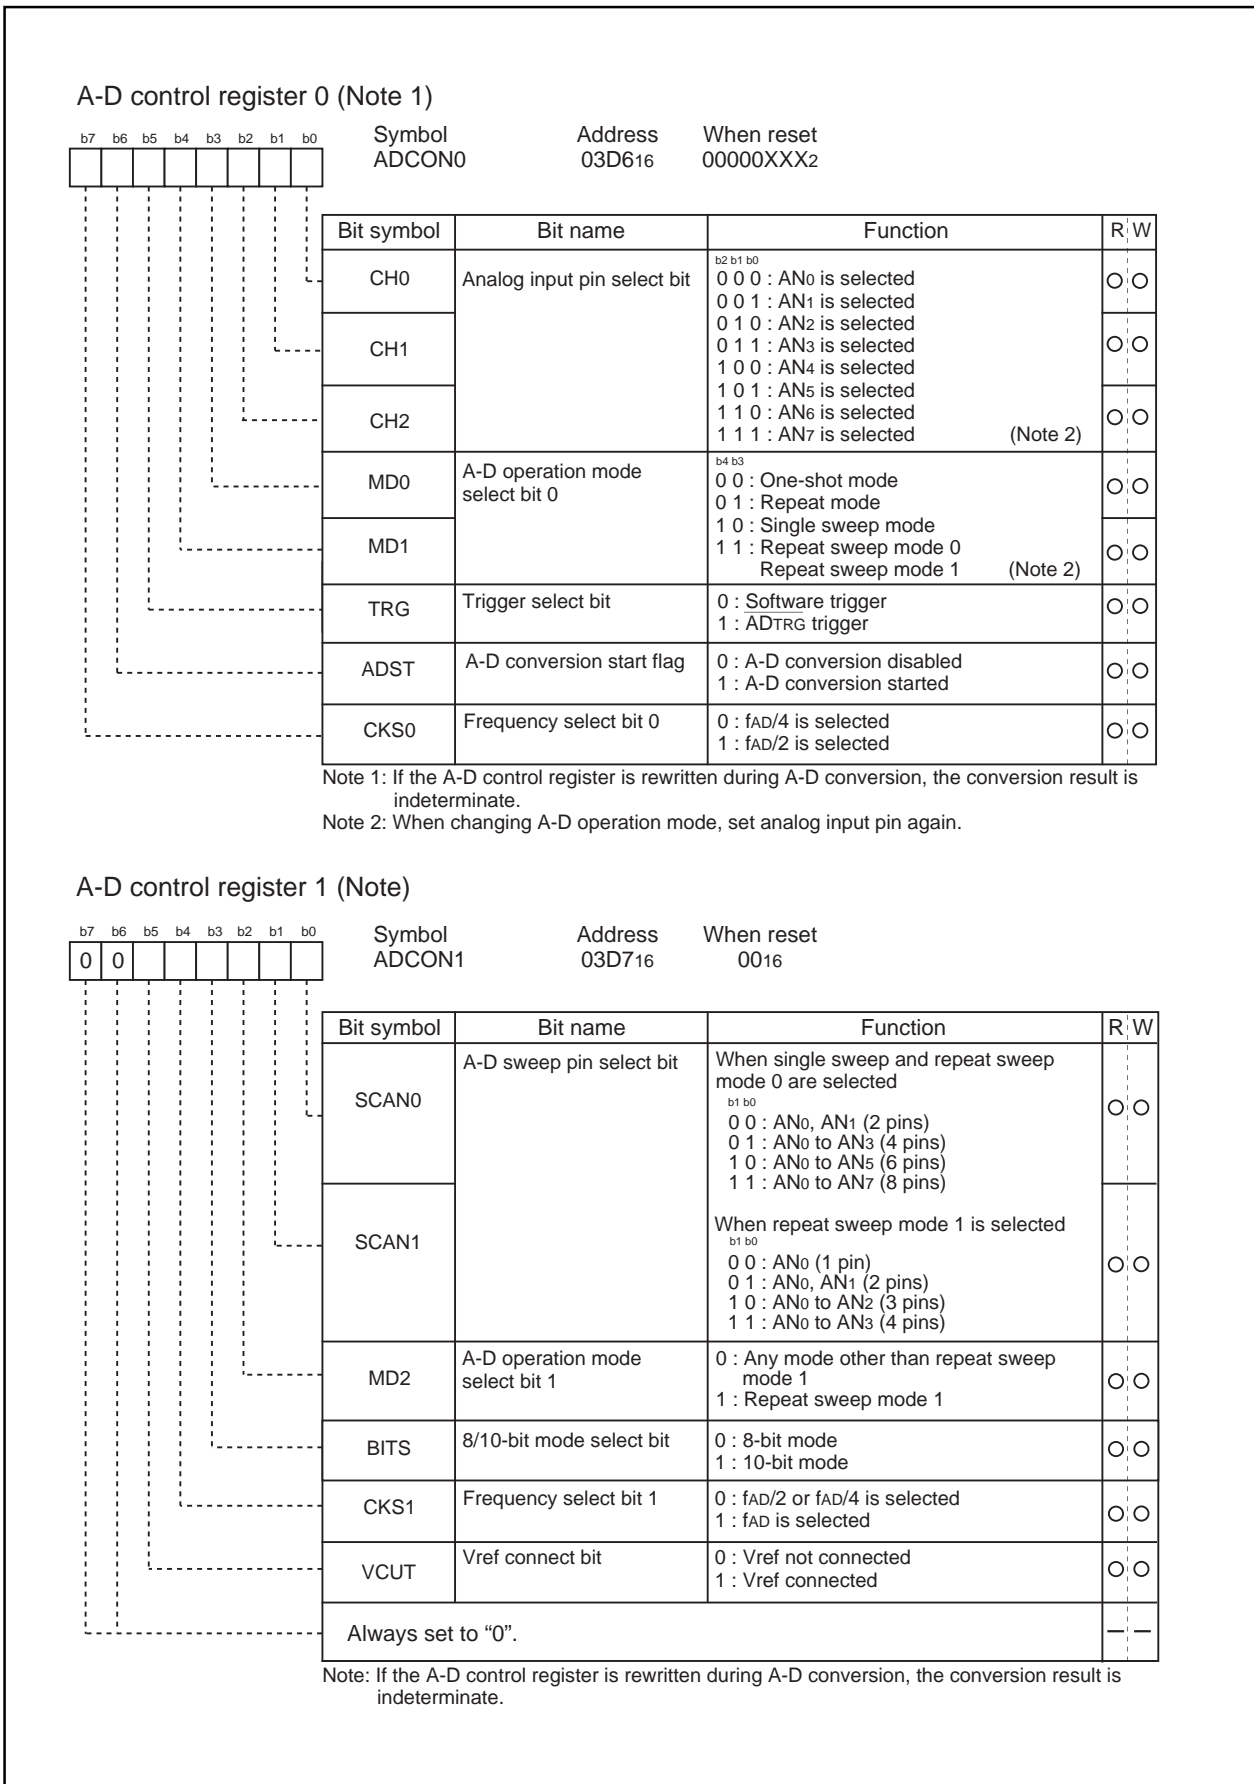 A-D control register 0 (Note 1)
b7 b6 b5 b4 b3 b2 b1 b0
Symbol Address When reset
ADCON0 03D616 00000XXX2
Bit symbol Bit name Function R W
CH0 Analog input pin select bit
b2 b1 b0
0 0 0 : AN0 is selected
0 0 1 : AN1 is selected
0 1 0 : AN2 is selected
CH1
0 1 1 : AN3 is selected
1 0 0 : AN4 is selected
1 0 1 : AN5 is selected
CH2
1 1 0 : AN6 is selected
1 1 1 : AN7 is selected (Note 2)
MD0 A-D operation mode
select bit 0
b4 b3
0 0 : One-shot mode
0 1 : Repeat mode
MD1
1 0 : Single sweep mode
1 1 : Repeat sweep mode 0
Repeat sweep mode 1 (Note 2)
TRG Trigger select bit
0 : Software trigger
1 : ADTRG trigger
ADST A-D conversion start flag
0 : A-D conversion disabled
1 : A-D conversion started
CKS0 Frequency select bit 0
0 : fAD/4 is selected
1 : fAD/2 is selected
Note 1: If the A-D control register is rewritten during A-D conversion, the conversion result is
indeterminate.
Note 2: When changing A-D operation mode, set analog input pin again.
A-D control register 1 (Note)
b7 b6 b5 b4 b3 b2 b1 b0
0 0
Symbol Address When reset
ADCON1 03D716 0016
Bit symbol Bit name Function R W
SCAN0 A-D sweep pin select bit
When single sweep and repeat sweep
mode 0 are selected
b1 b0
0 0 : AN0, AN1 (2 pins)
0 1 : AN0 to AN3 (4 pins)
1 0 : AN0 to AN5 (6 pins)
1 1 : AN0 to AN7 (8 pins)
SCAN1
When repeat sweep mode 1 is selected
b1 b0
0 0 : AN0 (1 pin)
0 1 : AN0, AN1 (2 pins)
1 0 : AN0 to AN2 (3 pins)
1 1 : AN0 to AN3 (4 pins)
MD2 A-D operation mode
select bit 1
0 : Any mode other than repeat sweep
mode 1
1 : Repeat sweep mode 1
BITS 8/10-bit mode select bit
0 : 8-bit mode
1 : 10-bit mode
CKS1 Frequency select bit 1
0 : fAD/2 or fAD/4 is selected
1 : fAD is selected
VCUT Vref connect bit
0 : Vref not connected
1 : Vref connected
Always set to “0”.
Note: If the A-D control register is rewritten during A-D conversion, the conversion result is
indeterminate.